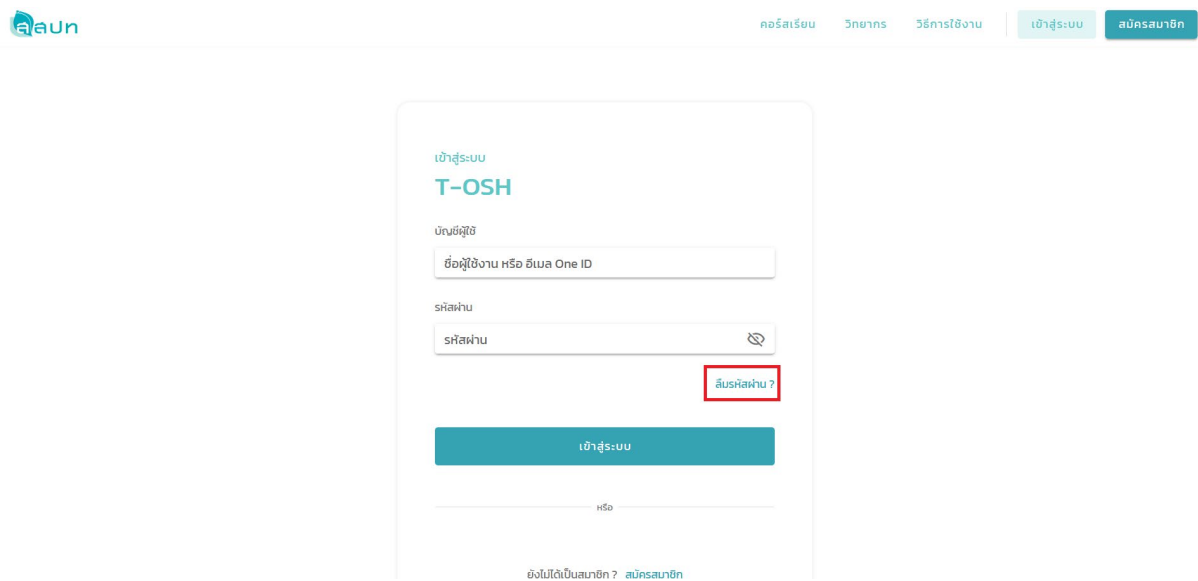 สสปท
คอร์สเรียน วิทยากร วิธีการใช้งาน เข้าสู่ระบบ สมัครสมาชิก
เข้าสู่ระบบ
T-OSH
บัญชีผู้ใช้
ชื่อผู้ใช้งาน หรือ อีเมล One ID
รหัสผ่าน
รหัสผ่าน
ลืมรหัสผ่าน ?
เข้าสู่ระบบ
หรือ
ยังไม่ได้เป็นสมาชิก ? สมัครสมาชิก